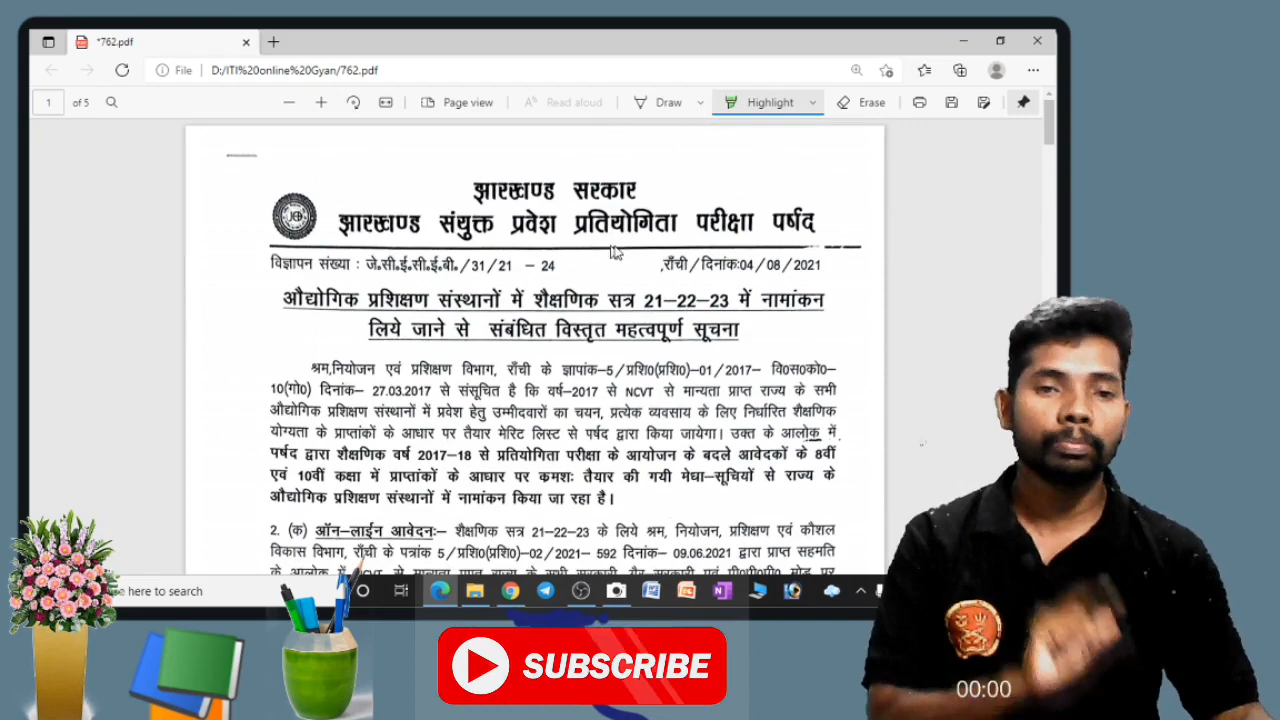 *762.pdf
File D:/ITI%20online%20Gyan/762.pdf
1 of 5 Page view Read aloud Draw Highlight Erase
झारखण्ड सरकार
झारखण्ड संयुक्त प्रवेश प्रतियोगिता परीक्षा पर्षद
विज्ञापन संख्या : जे.सी.ई.सी.ई.बी./31/21 – 24 ,राँची/दिनांक:04/08/2021
औद्योगिक प्रशिक्षण संस्थानों में शैक्षणिक सत्र 21–22–23 में नामांकन
लिये जाने से संबंधित विस्तृत महत्वपूर्ण सूचना
श्रम,नियोजन एवं प्रशिक्षण विभाग, राँची के ज्ञापांक–5/प्रशि0(प्रशि)–01/2017– वि0स0को0–
10(गो0) दिनांक– 27.03.2017 से संसूचित है कि वर्ष–2017 से NCVT से मान्यता प्राप्त राज्य के सभी
औद्योगिक प्रशिक्षण संस्थानों में प्रवेश हेतु उम्मीदवारों का चयन, प्रत्येक व्यवसाय के लिए निर्धारित शैक्षणिक
योग्यता के प्राप्तांकों के आधार पर तैयार मेरिट लिस्ट से पर्षद द्वारा किया जायेगा। उक्त के आलोक में
पर्षद द्वारा शैक्षणिक वर्ष 2017–18 से प्रतियोगिता परीक्षा के आयोजन के बदले आवेदकों के 8वीं
एवं 10वीं कक्षा में प्राप्तांकों के आधार पर कमशः तैयार की गयी मेधा–सूचियों से राज्य के
औद्योगिक प्रशिक्षण संस्थानों में नामांकन किया जा रहा है।
2. (क) ऑन–लाईन आवेदनः– शैक्षणिक सत्र 21–22–23 के लिये श्रम, नियोजन, प्रशिक्षण एवं कौशल
विकास विभाग, राँची के पत्रांक 5/प्रशि0(प्रशि)–02/2021– 592 दिनांक– 09.06.2021 द्वारा प्राप्त सहमति
here to search
SUBSCRIBE
00:00